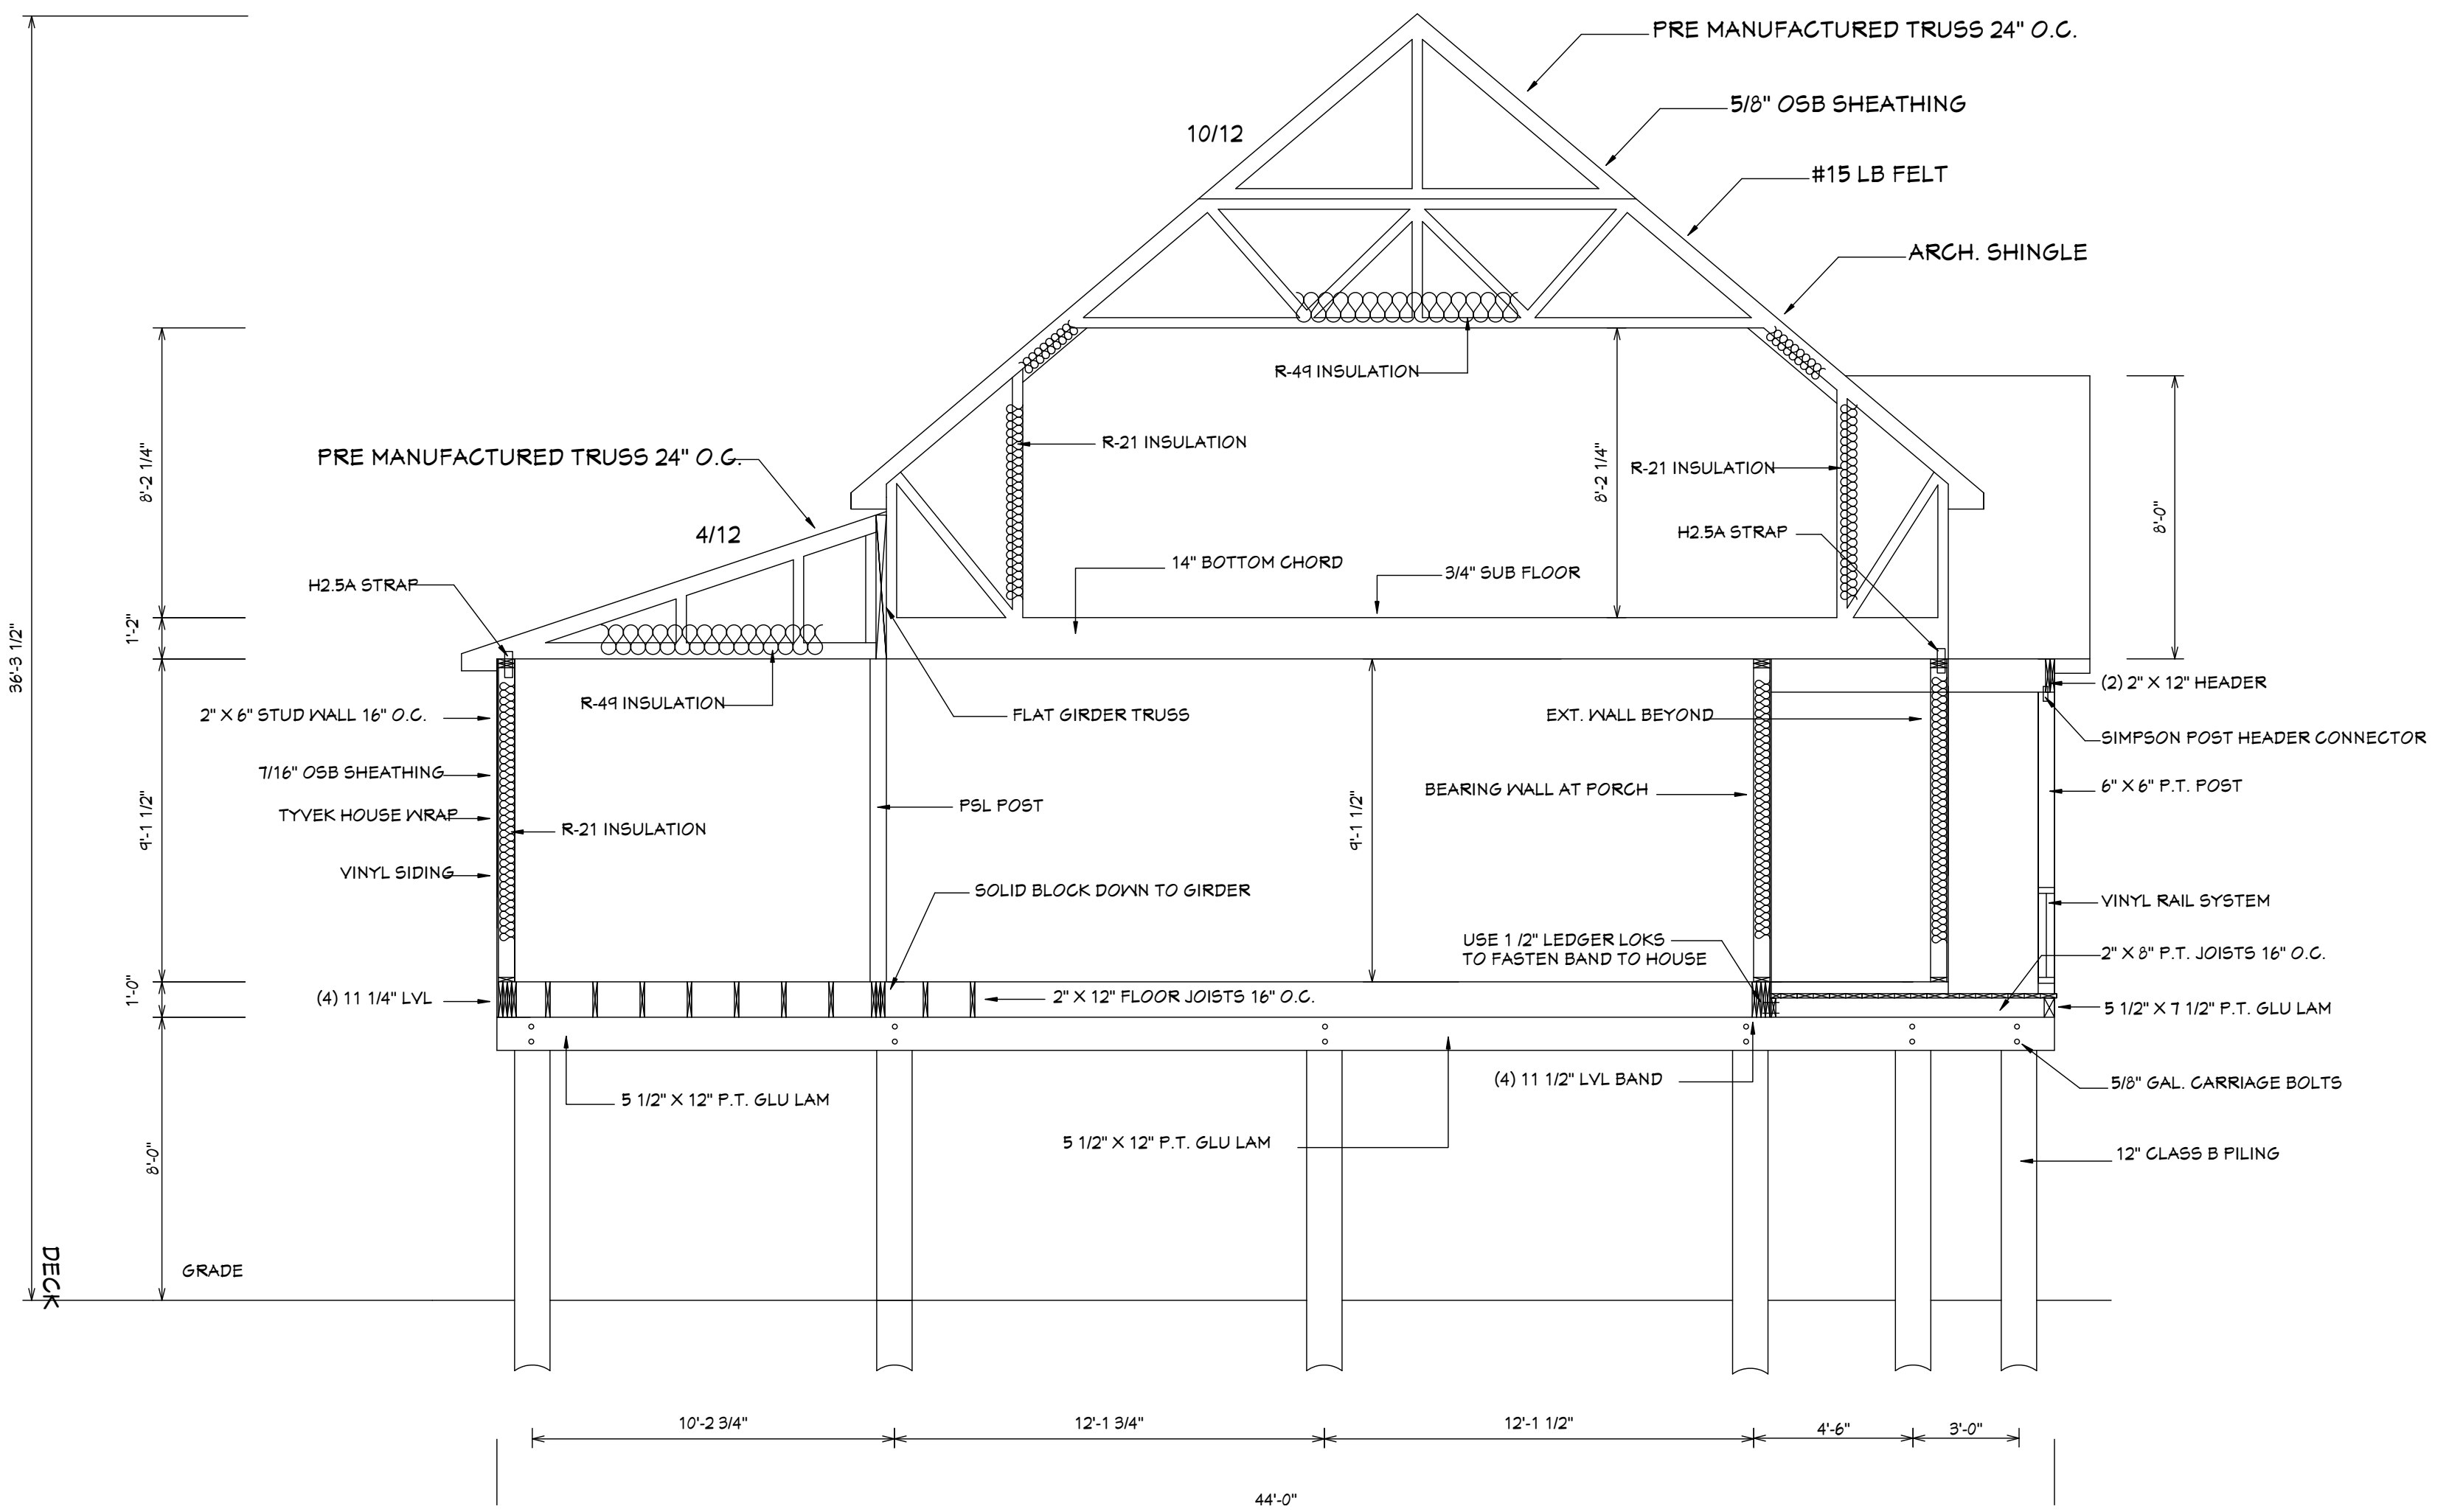 PRE MANUFACTURED TRUSS 24" O.C.
5/8" OSB SHEATHING
10/12
#15 LB FELT
ARCH. SHINGLE
R-49 INSULATION
R-21 INSULATION
PRE MANUFACTURED TRUSS 24" O.C.
R-21 INSULATION
8'-2 1/4"
8'-2 1/4"
8'-0"
4/12
H2.5A STRAP
14" BOTTOM CHORD
3/4" SUB FLOOR
H2.5A STRAP
1'-2"
36'-3 1/2"
R-49 INSULATION
(2) 2" X 12" HEADER
2" X 6" STUD WALL 16" O.C.
FLAT GIRDER TRUSS
EXT. WALL BEYOND
SIMPSON POST HEADER CONNECTOR
7/16" OSB SHEATHING
6" X 6" P.T. POST
BEARING WALL AT PORCH
PSL POST
TYVEK HOUSE WRAP
9'-1 1/2"
9'-1 1/2"
R-21 INSULATION
VINYL SIDING
SOLID BLOCK DOWN TO GIRDER
VINYL RAIL SYSTEM
USE 1 /2" LEDGER LOKS
TO FASTEN BAND TO HOUSE
2" X 8" P.T. JOISTS 16" O.C.
1'-0"
(4) 11 1/4" LVL
2" X 12" FLOOR JOISTS 16" O.C.
5 1/2" X 7 1/2" P.T. GLU LAM
(4) 11 1/2" LVL BAND
5/8" GAL. CARRIAGE BOLTS
5 1/2" X 12" P.T. GLU LAM
5 1/2" X 12" P.T. GLU LAM
8'-0"
12" CLASS B PILING
DECK
GRADE
10'-2 3/4"
12'-1 3/4"
12'-1 1/2"
4'-6"
3'-0"
44'-0"